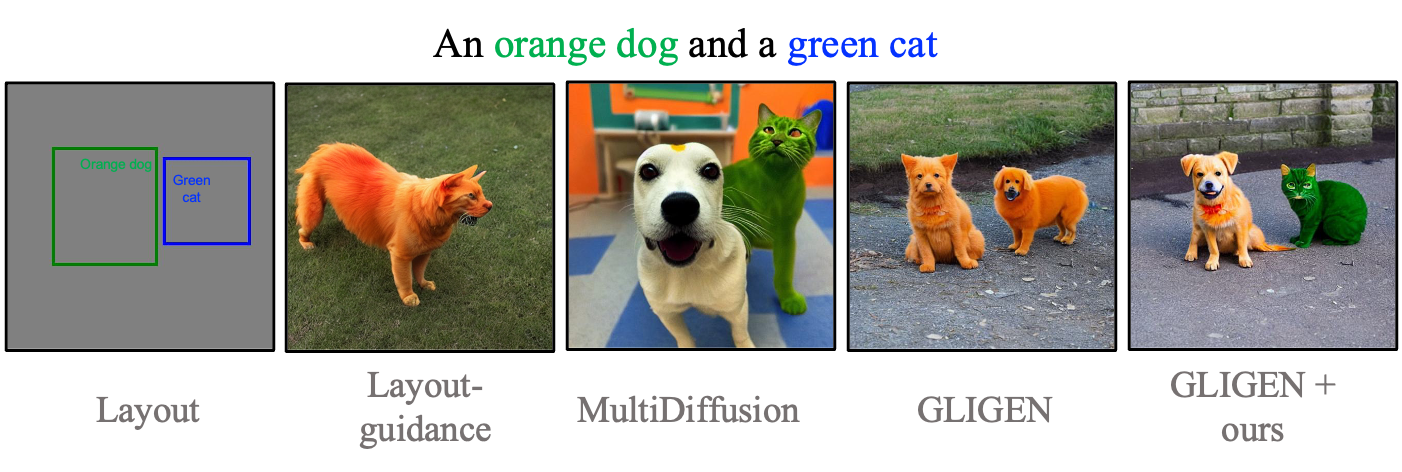 An orange dog and a green cat
Orange dog
Green
cat
Layout
Layout-
guidance
MultiDiffusion
GLIGEN
GLIGEN +
ours